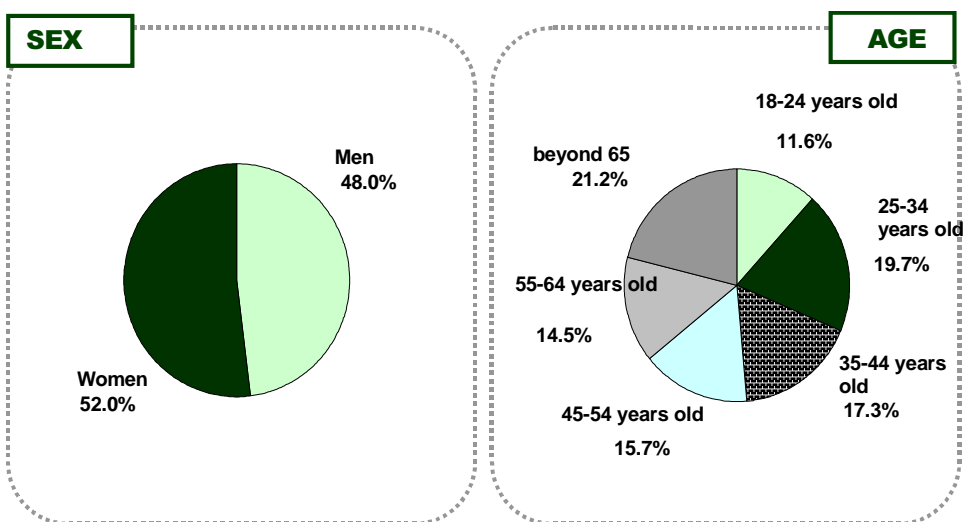 SEX
Men
48.0%
Women
52.0%
AGE
18-24 years old
11.6%
25-34
years old
19.7%
35-44 years
old
17.3%
45-54 years old
15.7%
55-64 years old
14.5%
beyond 65
21.2%